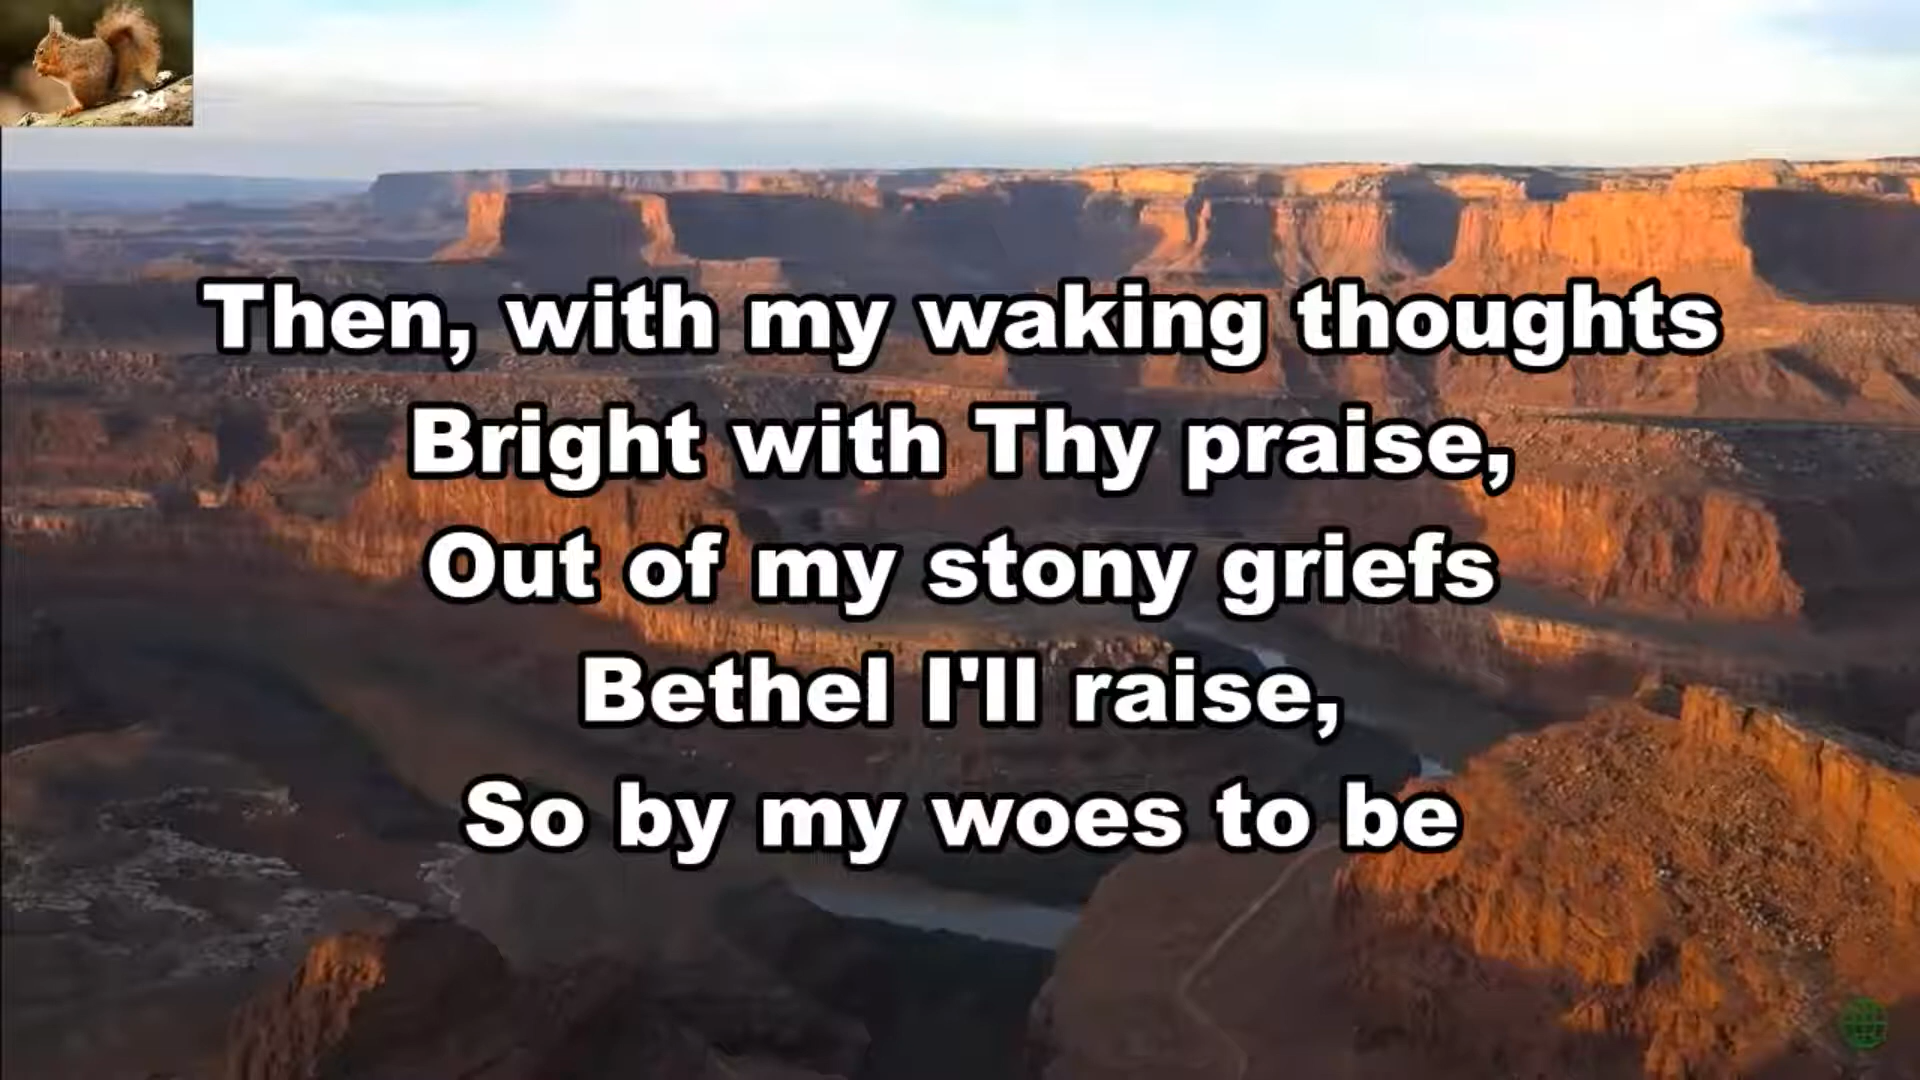 24
Then, with my waking thoughts
Bright with Thy praise,
Out of my stony griefs
Bethel I'll raise,
So by my woes to be